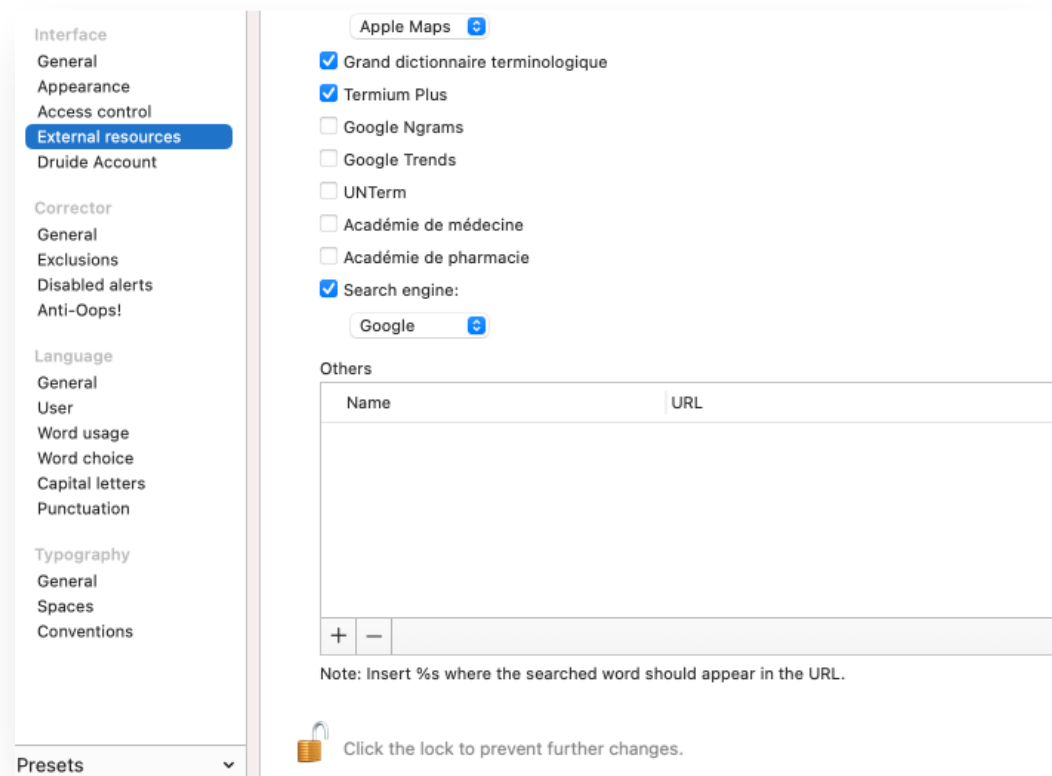 Interface
General
Appearance
Access control
External resources
Druide Account
Corrector
General
Exclusions
Disabled alerts
Anti-Oops!
Language
General
User
Word usage
Word choice
Capital letters
Punctuation
Typography
General
Spaces
Conventions
Presets
Apple Maps
Grand dictionnaire terminologique
Termium Plus
Google Ngrams
Google Trends
UNTerm
Académie de médecine
Académie de pharmacie
Search engine:
Google
Others
Name URL
+ −
Note: Insert %s where the searched word should appear in the URL.
Click the lock to prevent further changes.